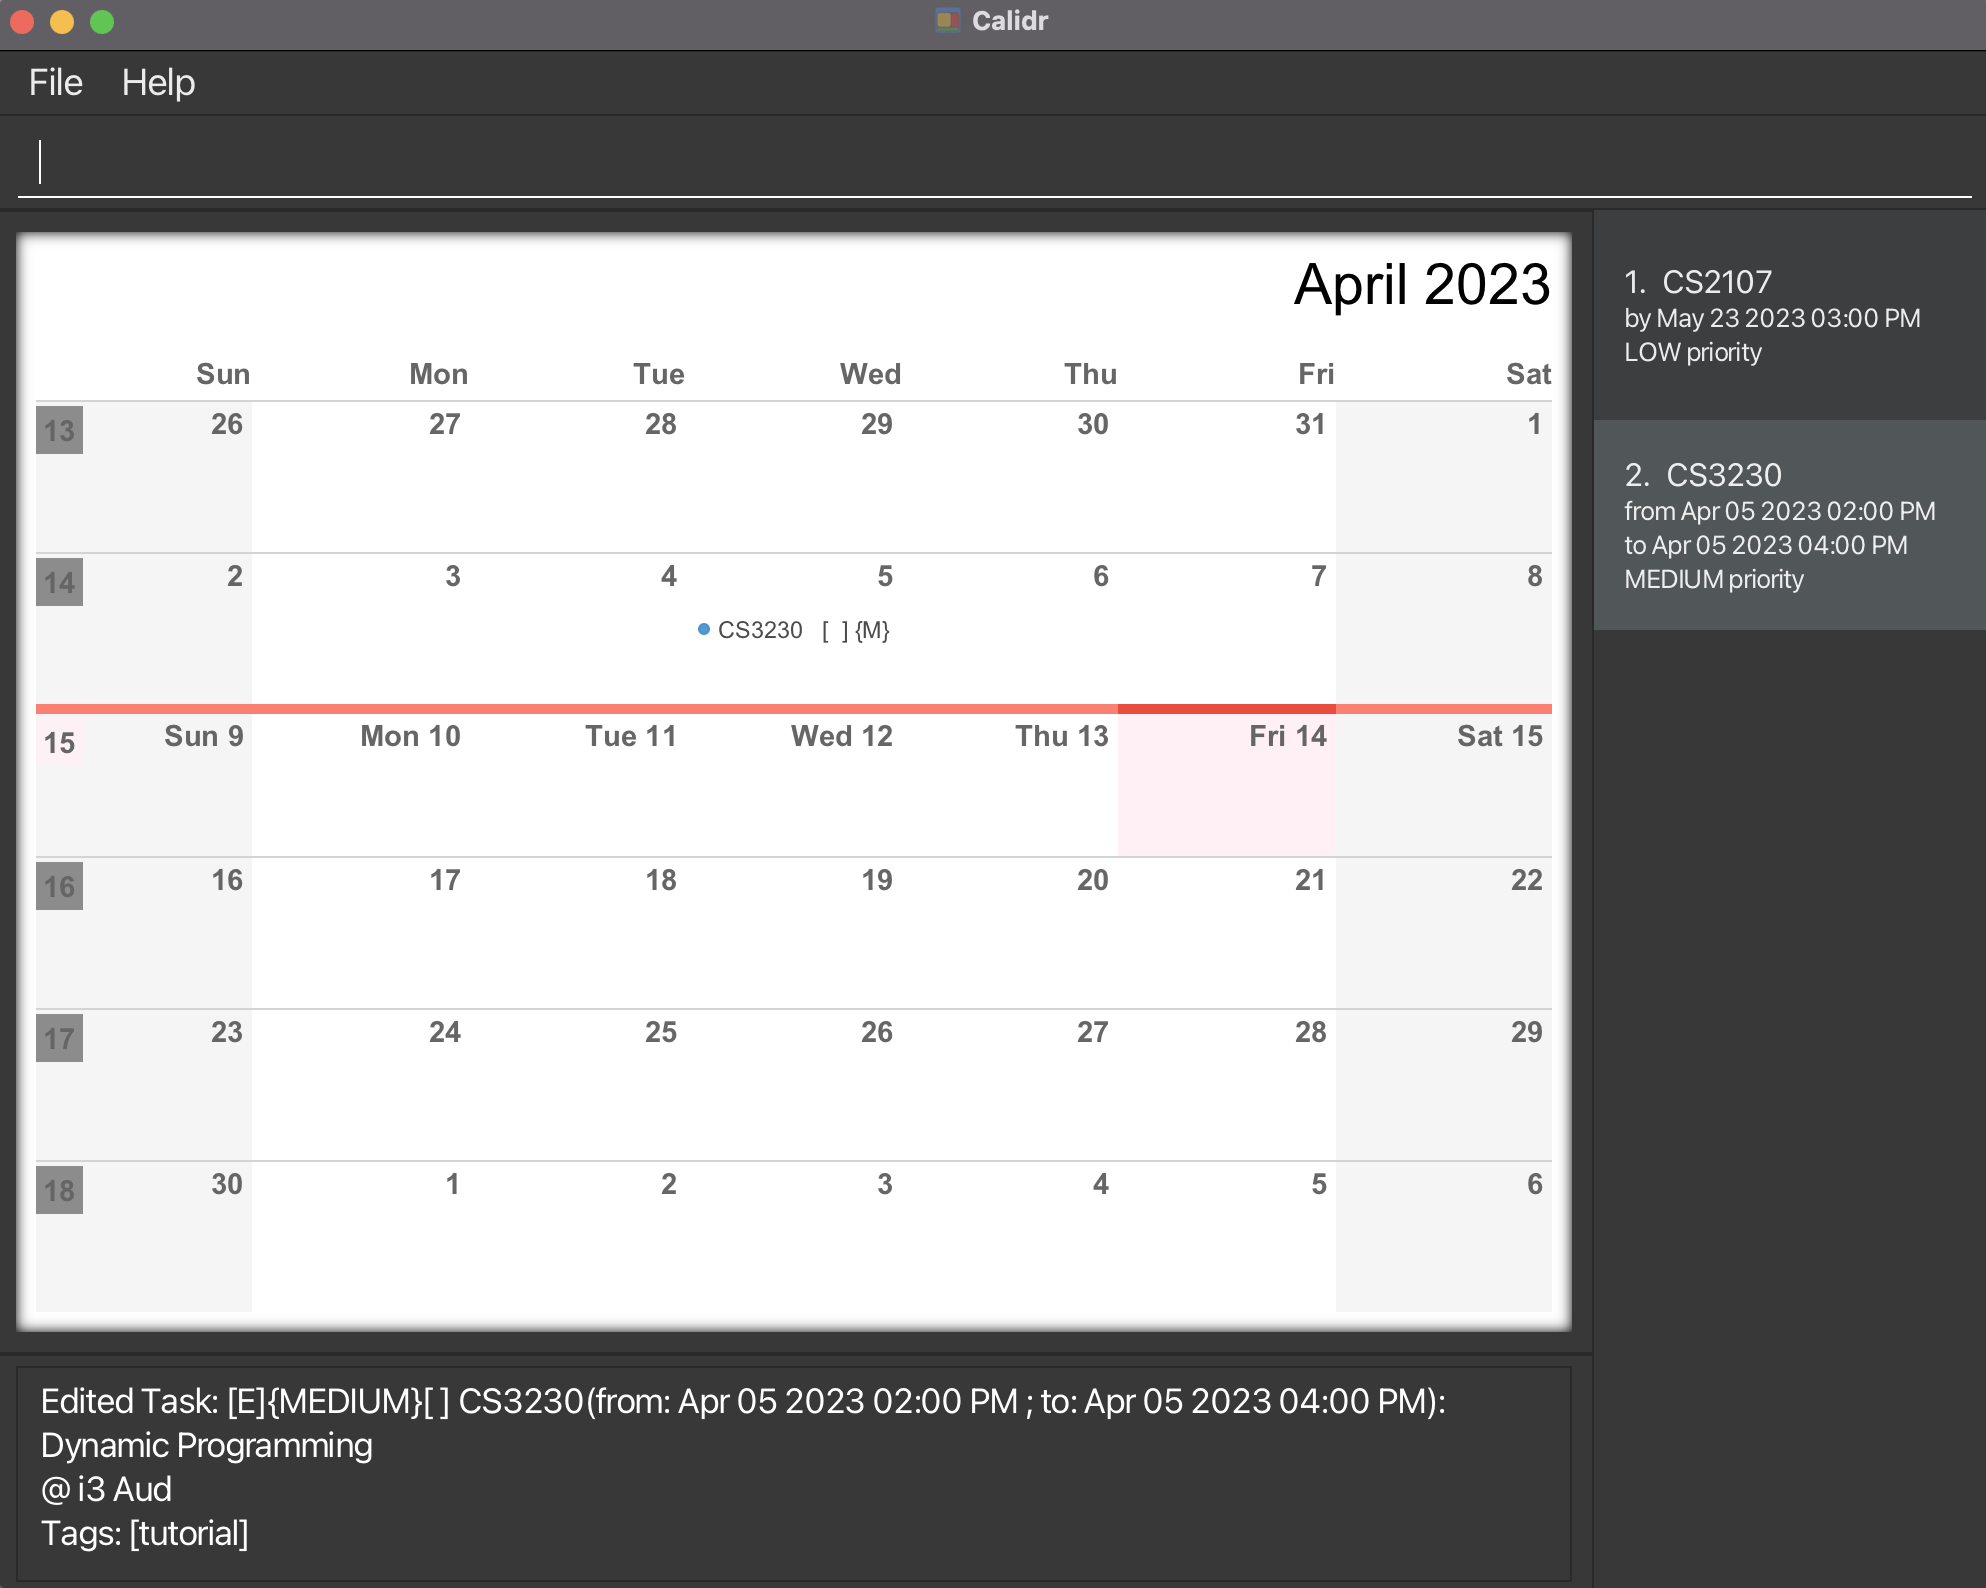 Calidr
File Help
April 2023
Sun Mon Tue Wed Thu Fri Sat
13 26 27 28 29 30 31 1
14 2 3 4 5 6 7 8
CS3230 [ ] {M}
15 Sun 9 Mon 10 Tue 11 Wed 12 Thu 13 Fri 14 Sat 15
16 16 17 18 19 20 21 22
17 23 24 25 26 27 28 29
18 30 1 2 3 4 5 6
1. CS2107
by May 23 2023 03:00 PM
LOW priority
2. CS3230
from Apr 05 2023 02:00 PM
to Apr 05 2023 04:00 PM
MEDIUM priority
Edited Task: [E]{MEDIUM}[ ] CS3230(from: Apr 05 2023 02:00 PM ; to: Apr 05 2023 04:00 PM):
Dynamic Programming
@ i3 Aud
Tags: [tutorial]